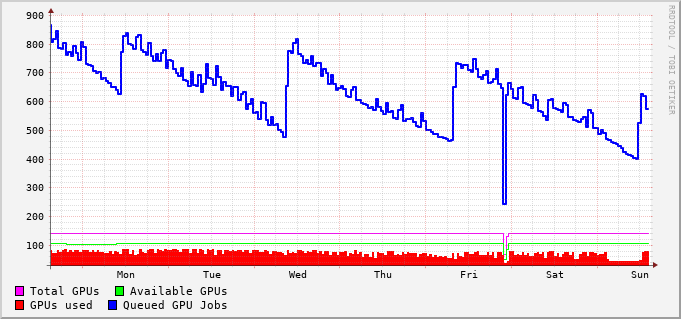 900
800
700
600
500
400
300
200
100
Mon Tue Wed Thu Fri Sat Sun
Total GPUs Available GPUs
GPUs used Queued GPU Jobs
RRDTOOL / TOBI OETIKER